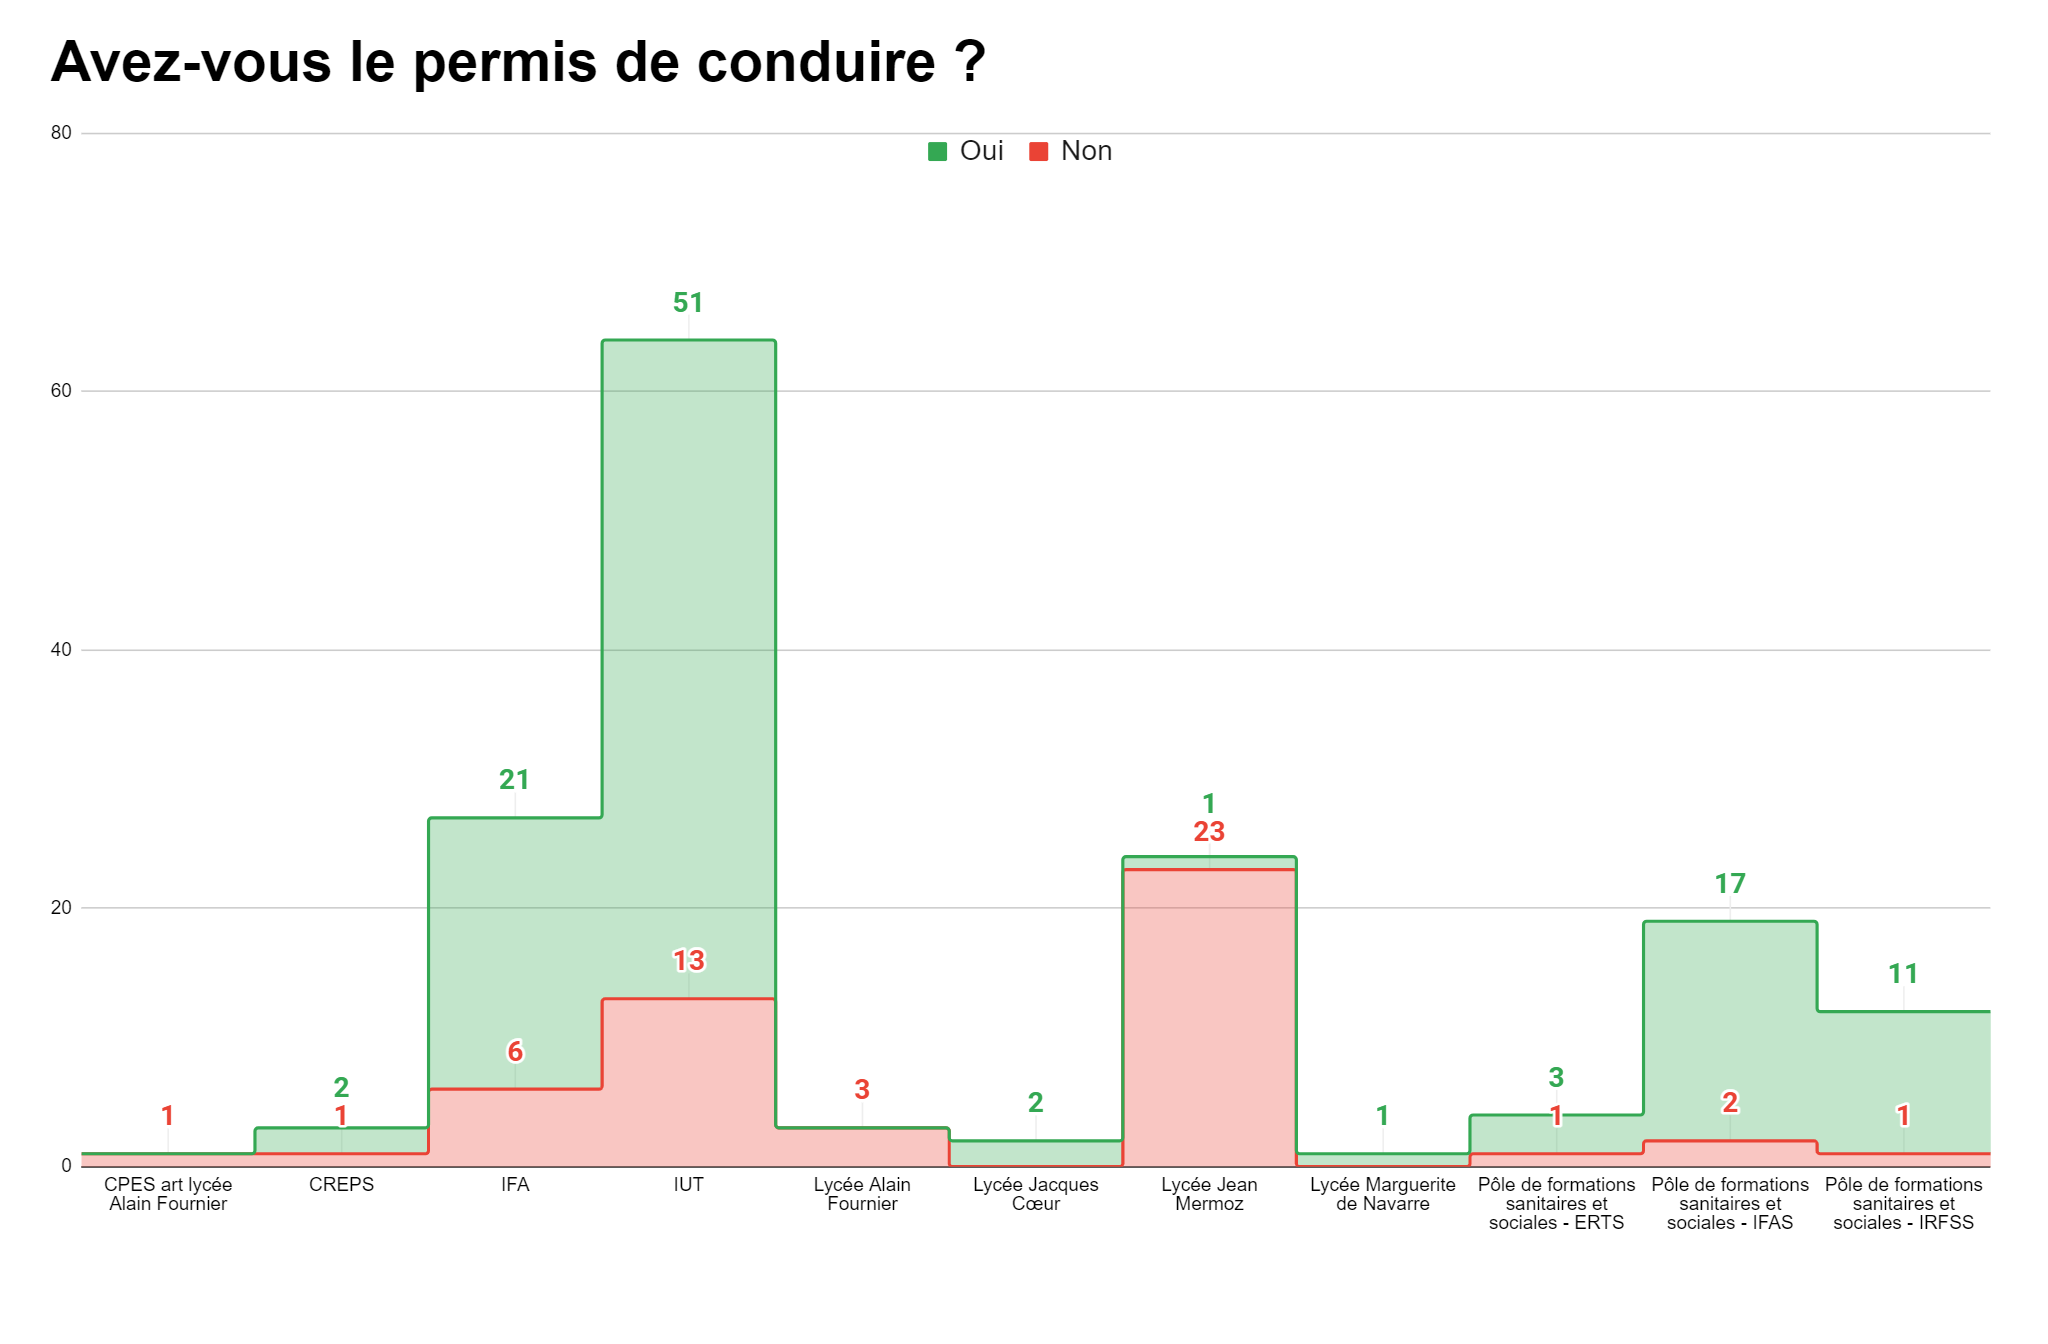 Avez-vous le permis de conduire ?
80
Oui Non
51
60
40
21
1
23
20
17
13
11
6
2
1
1
3
2
1
3
1
2
1
0
CPES art lycée
Alain Fournier
CREPS
IFA
IUT
Lycée Alain
Fournier
Lycée Jacques
Cœur
Lycée Jean
Mermoz
Lycée Marguerite
de Navarre
Pôle de formations
sanitaires et
sociales - ERTS
Pôle de formations
sanitaires et
sociales - IFAS
Pôle de formations
sanitaires et
sociales - IRFSS